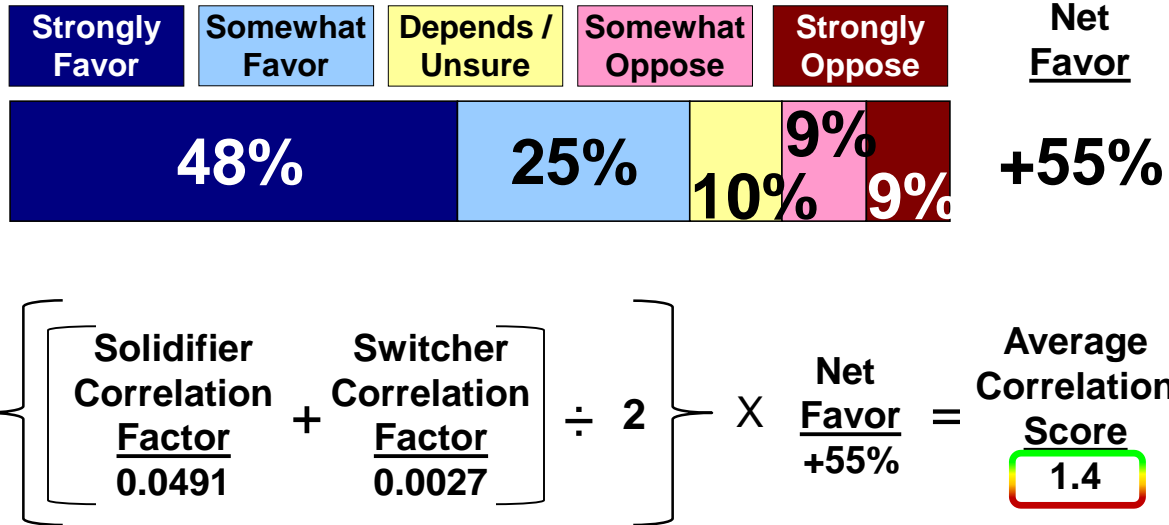 Strongly
Favor
Somewhat
Favor
Depends /
Unsure
Somewhat
Oppose
Strongly
Oppose
Net
Favor
48%
25%
10%
9%
9%
+55%
Solidifier
Correlation
Factor
0.0491
+
Switcher
Correlation
Factor
0.0027
÷ 2
X
Net
Favor
+55%
=
Average
Correlation
Score
1.4